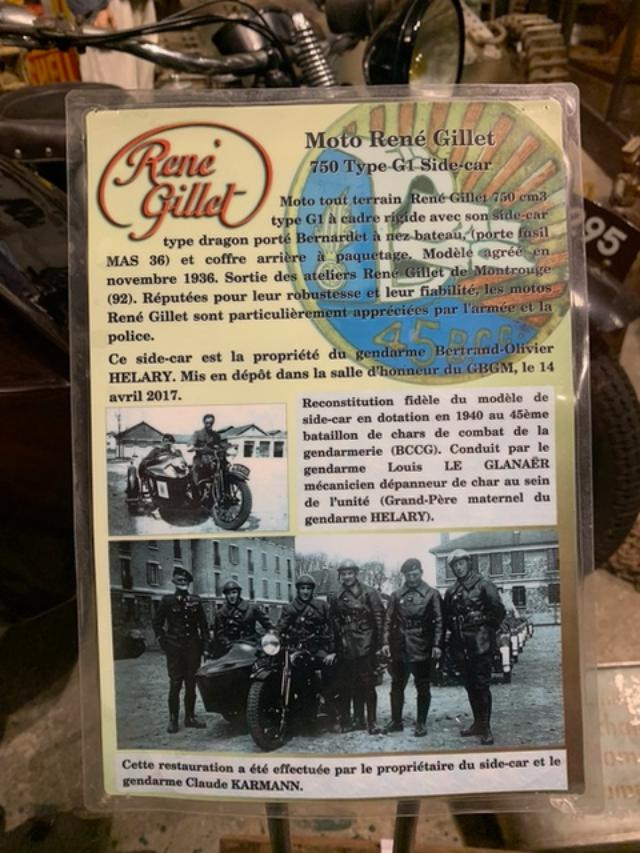 René
Gillet
Moto René Gillet
750 Type G1 Side-car
Moto tout terrain René Gillet 750 cm3
type G1 à cadre rigide avec son side-car
type dragon porté Bernardet à nez bateau, (porte fusil
MAS 36) et coffre arrière à paquetage. Modèle agréé en
novembre 1936. Sortie des ateliers René Gillet de Montrouge
(92). Réputées pour leur robustesse et leur fiabilité, les motos
René Gillet sont particulièrement appréciées par l'armée et la
police.
45 BCC
Ce side-car est la propriété du gendarme Bertrand-Olivier
HELARY. Mis en dépôt dans la salle d'honneur du GBGM, le 14
avril 2017.
Reconstitution fidèle du modèle de
side-car en dotation en 1940 au 45ème
bataillon de chars de combat de la
gendarmerie (BCCG). Conduit par le
gendarme Louis LE GLANAËR
mécanicien dépanneur de char au sein
de l'unité (Grand-Père maternel du
gendarme HELARY).
Cette restauration a été effectuée par le propriétaire du side-car et le
gendarme Claude KARMANN.
95